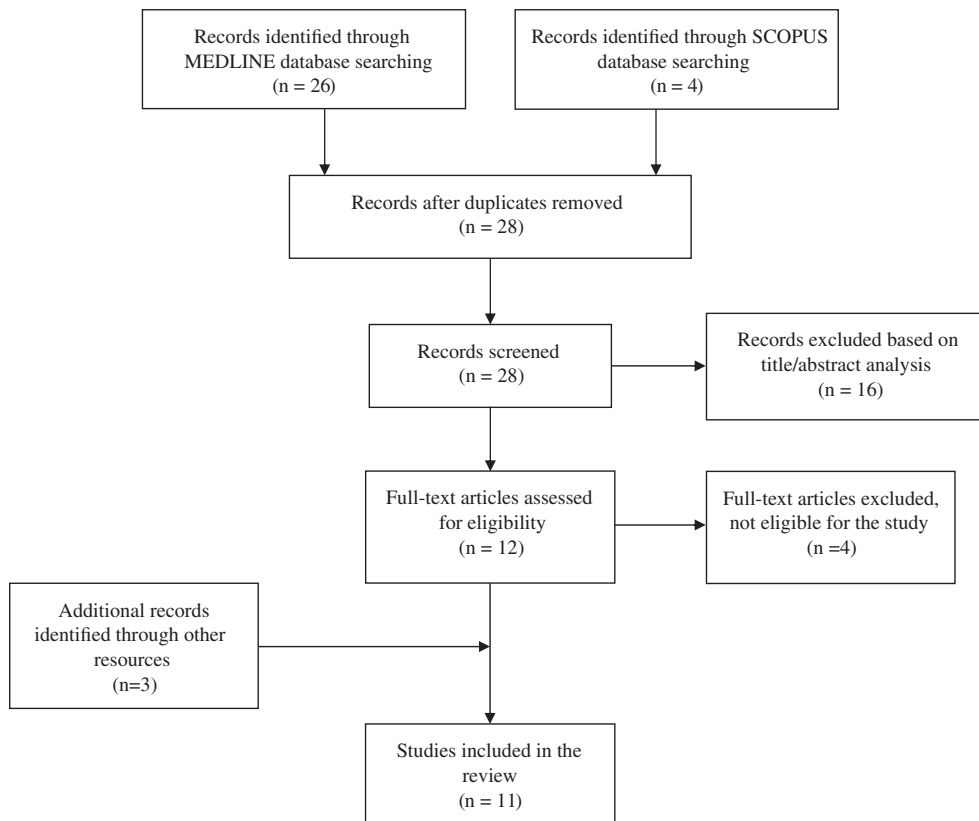 Records identified through
MEDLINE database searching
(n = 26)
Records identified through SCOPUS
database searching
(n = 4)
Records after duplicates removed
(n = 28)
Records screened
(n = 28)
Records excluded based on
title/abstract analysis
(n = 16)
Full-text articles assessed
for eligibility
(n = 12)
Full-text articles excluded,
not eligible for the study
(n =4)
Additional records
identified through other
resources
(n=3)
Studies included in the
review
(n = 11)